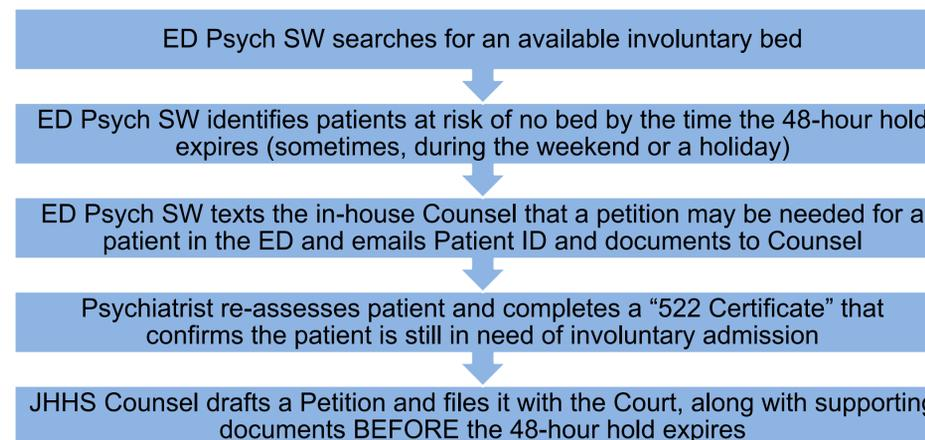 ED Psych SW searches for an available involuntary bed
ED Psych SW identifies patients at risk of no bed by the time the 48-hour hold
expires (sometimes, during the weekend or a holiday)
ED Psych SW texts the in-house Counsel that a petition may be needed for a
patient in the ED and emails Patient ID and documents to Counsel
Psychiatrist re-assesses patient and completes a “522 Certificate” that
confirms the patient is still in need of involuntary admission
JHHS Counsel drafts a Petition and files it with the Court, along with supporting
documents BEFORE the 48-hour hold expires